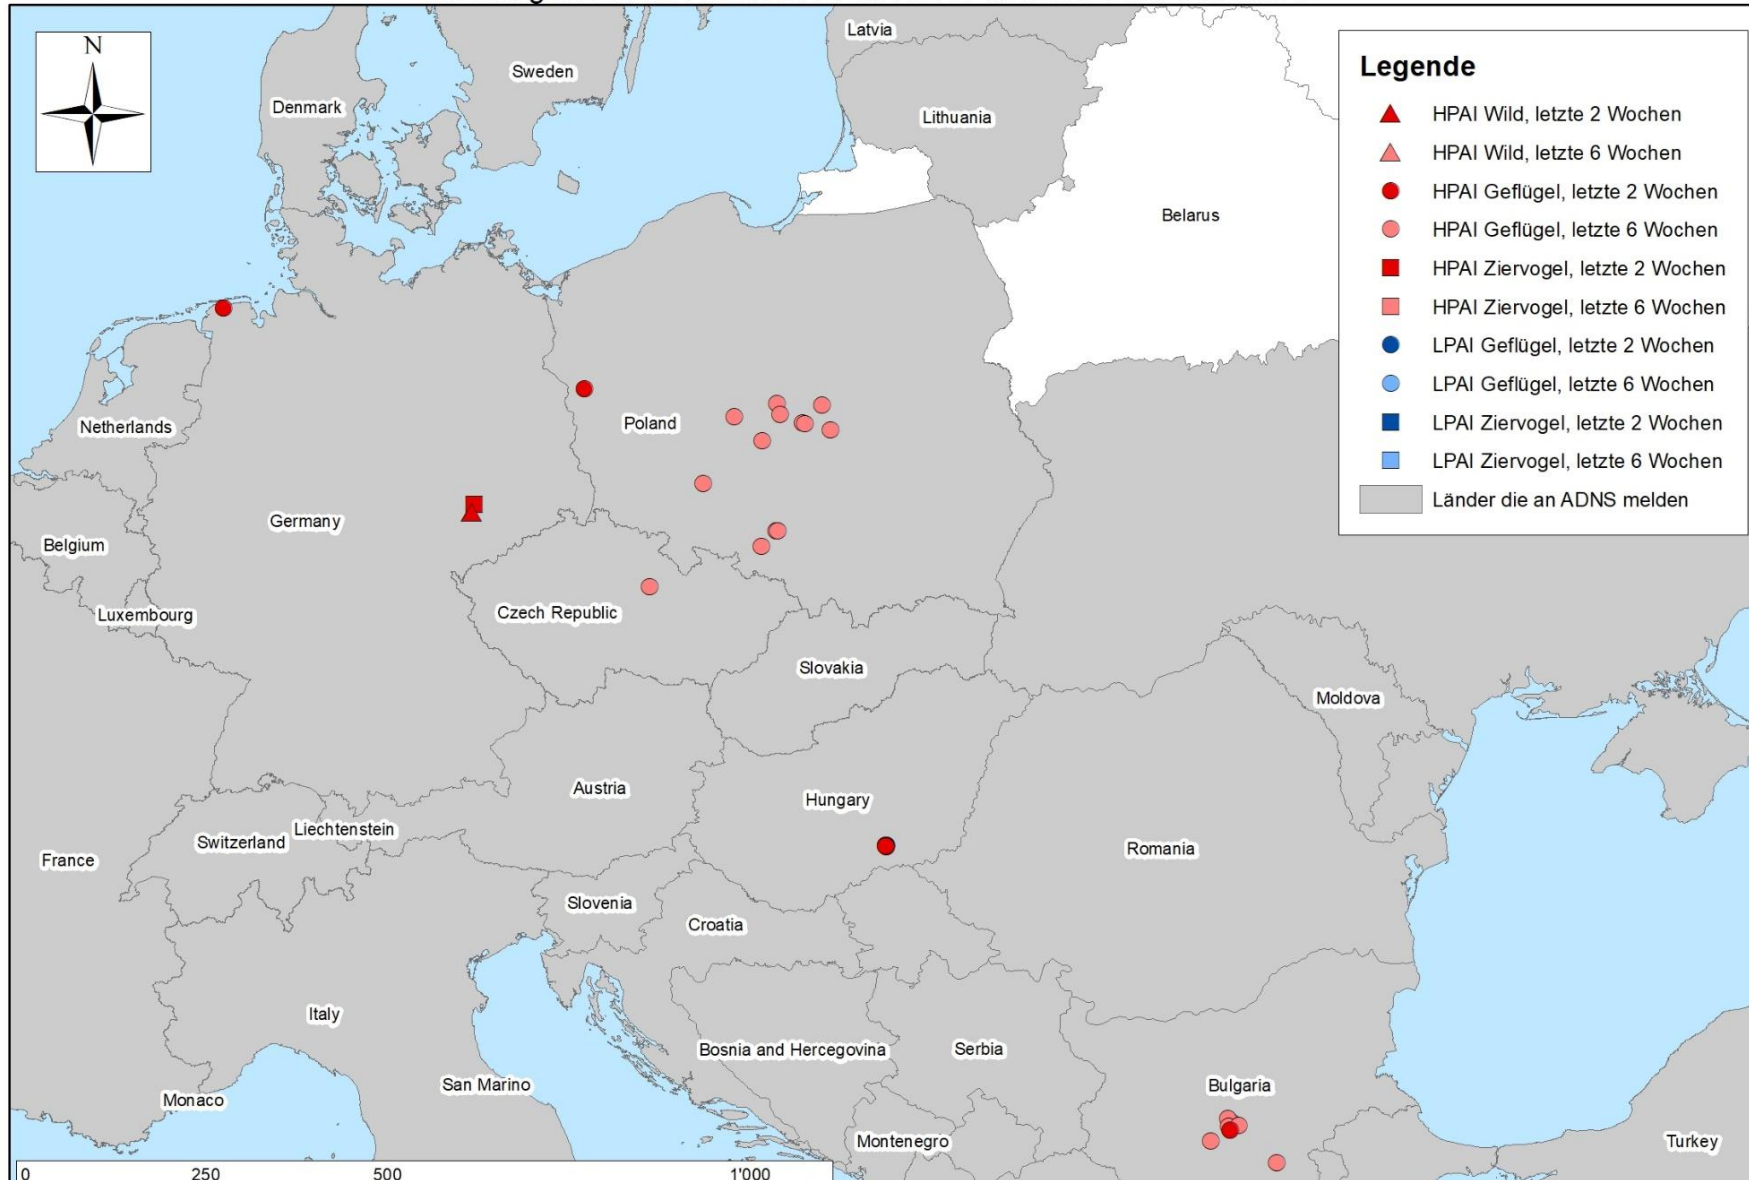 N
Legende
HPAI Wild, letzte 2 Wochen
HPAI Wild, letzte 6 Wochen
HPAI Geflügel, letzte 2 Wochen
HPAI Geflügel, letzte 6 Wochen
HPAI Ziervogel, letzte 2 Wochen
HPAI Ziervogel, letzte 6 Wochen
LPAI Geflügel, letzte 2 Wochen
LPAI Geflügel, letzte 6 Wochen
LPAI Ziervogel, letzte 2 Wochen
LPAI Ziervogel, letzte 6 Wochen
Länder die an ADNS melden
Latvia
Sweden
Denmark
Lithuania
Belarus
Netherlands
Poland
Germany
Belgium
Luxembourg
Czech Republic
Slovakia
Moldova
Austria
Hungary
Liechtenstein
Switzerland
France
Romania
Slovenia
Croatia
Italy
Bosnia and Hercegovina
Serbia
San Marino
Bulgaria
Monaco
Montenegro
Turkey
0 250 500 1'000